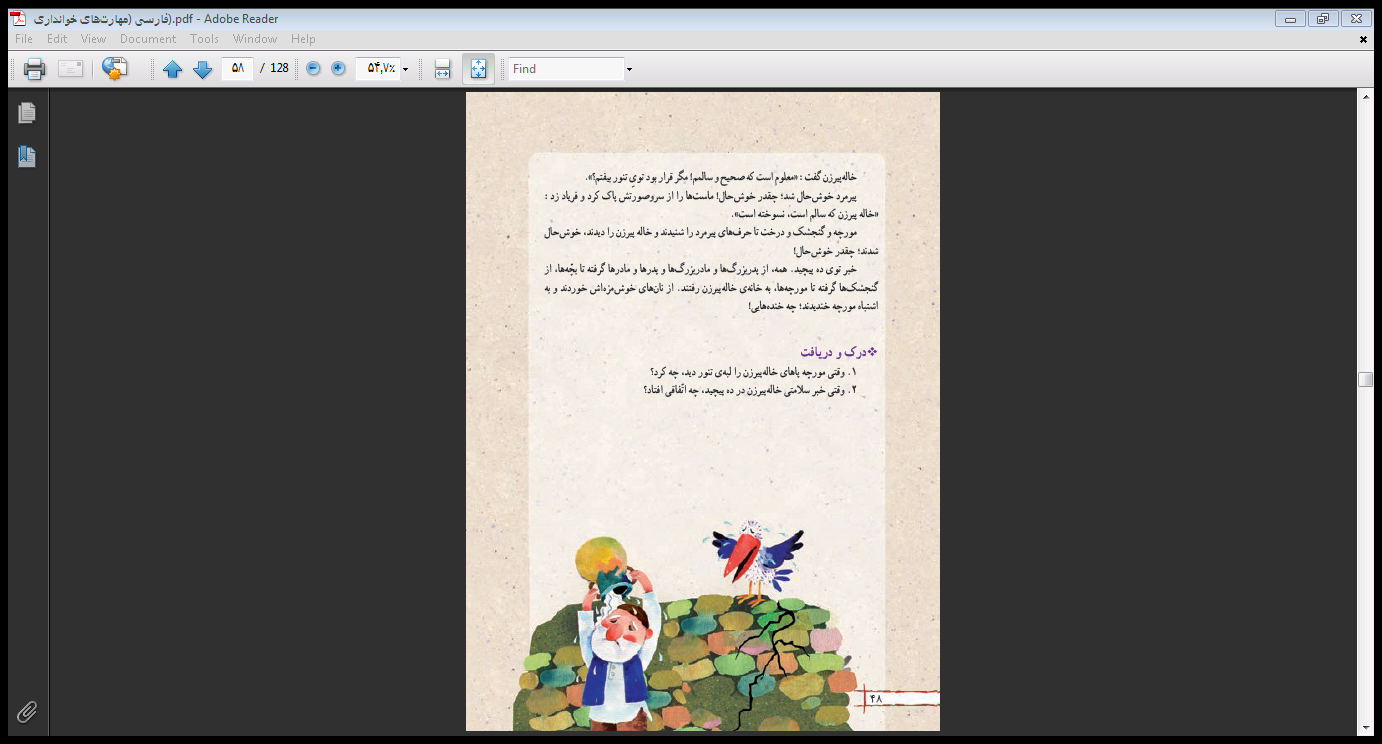 فارسی (مهارت‌های خوانداری).pdf - Adobe Reader
File Edit View Document Tools Window Help
۵۸ / 128 ۵۴,۷% Find
خاله‌پیرزن گفت : «معلوم است که صحیح و سالمم! مگر قرار بود تویِ تنور بیفتم؟».
پیرمرد خوش‌حال شد؛ چقدر خوش‌حال! ماست‌ها را از سروصورتش پاک کرد و فریاد زد :
«خاله پیرزن که سالم است، نسوخته است».
مورچه و گنجشک و درخت تا حرف‌های پیرمرد را شنیدند و خاله پیرزن را دیدند، خوش‌حال
شدند؛ چقدر خوش‌حال!
خبر توی ده پیچید. همه، از پدربزرگ‌ها و مادربزرگ‌ها و پدرها و مادرها گرفته تا بچّه‌ها، از
گنجشک‌ها گرفته تا مورچه‌ها، به خانه‌ی خاله‌پیرزن رفتند. از نان‌های خوش‌مزه‌اش خوردند و به
اشتباه مورچه خندیدند؛ چه خنده‌هایی!
❖درک و دریافت
۱. وقتی مورچه پاهای خاله‌پیرزن را لبه‌ی تنور دید، چه کرد؟
۲. وقتی خبر سلامتی خاله‌پیرزن در ده پیچید، چه اتّفاقی افتاد؟
۴۸